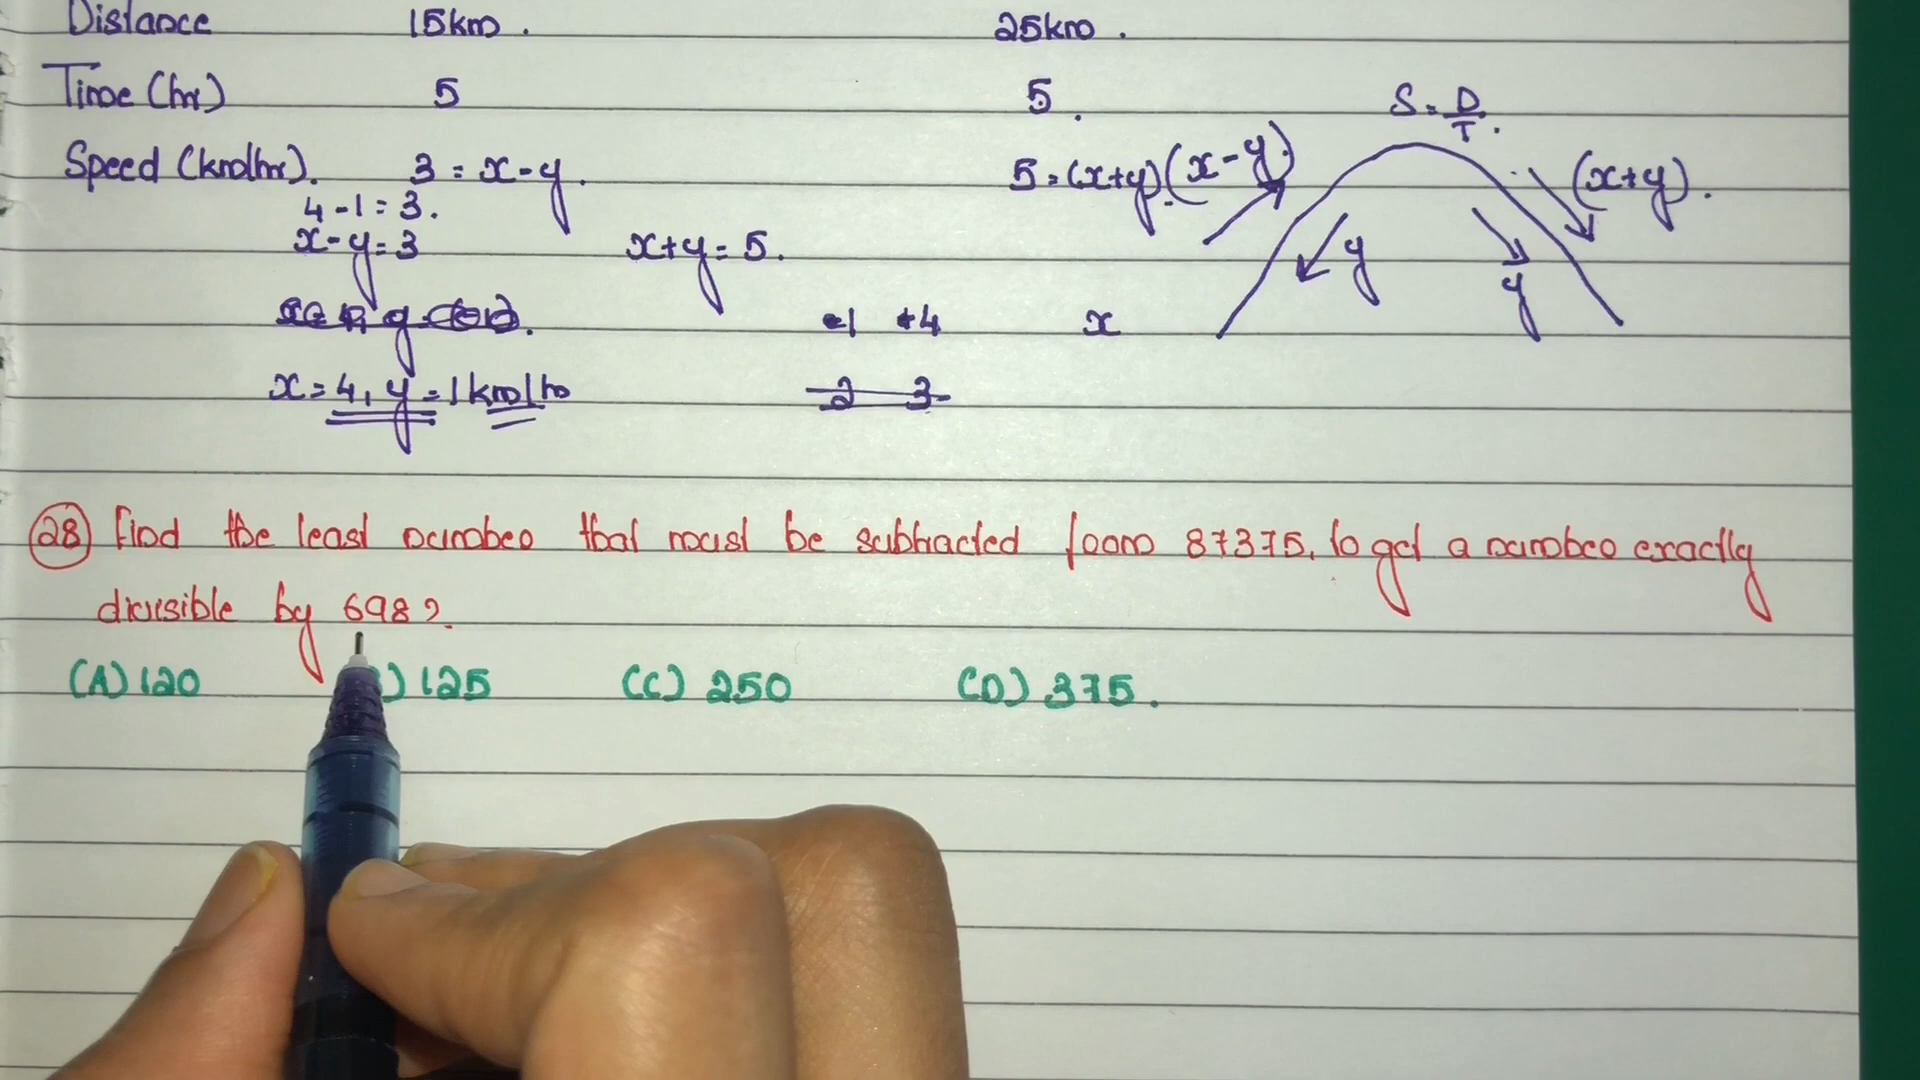 Distance 15km. 25km.
Time (hr) 5 5.
S = D/T.
Speed (km/hr). 3 = x-y. 5 = (x+y) (x-y) (x+y).
4-1 = 3.
x-y = 3 x+y = 5. y y
-1 +4 x
x = 4, y = 1 km/hr 2 3
(28) Find the least number that must be subtracted from 87375, to get a number exactly
divisible by 698?
(A) 120 ) 125 (C) 250 (D) 375.